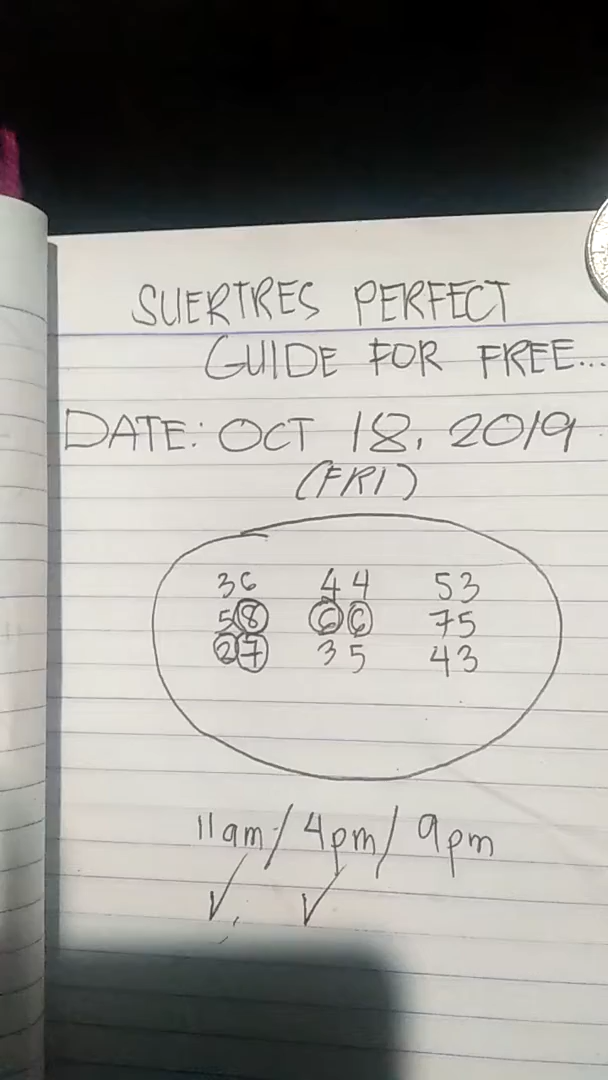 SUERTRES PERFECT
GUIDE FOR FREE...
DATE: OCT 18, 2019
(FRI)
36 44 53
58 66 75
27 35 43
11am/4pm/9pm